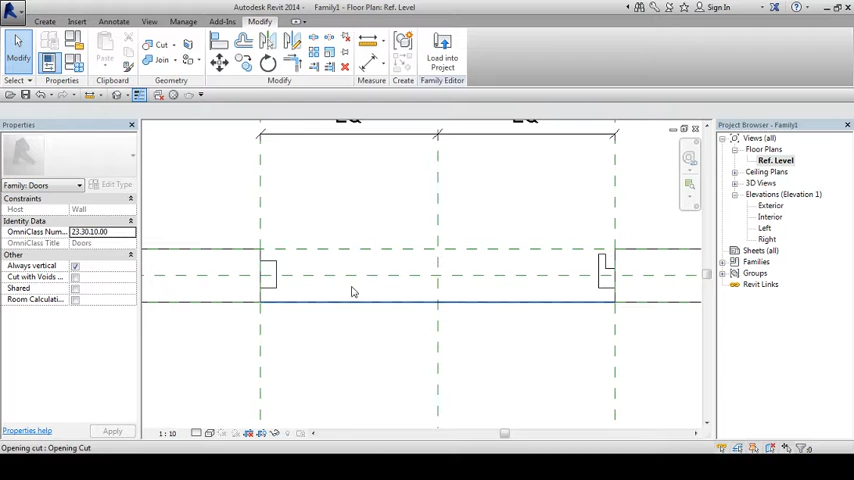 Autodesk Revit 2014 - Family1 - Floor Plan: Ref. Level
Sign In
Create Insert Annotate View Manage Add-Ins Modify
Modify
Cut
Join
Load into
Project
Select Properties Clipboard Geometry Modify Measure Create Family Editor
Properties
Family: Doors
Edit Type
Constraints
Host Wall
Identity Data
OmniClass Num... 23.30.10.00
OmniClass Title Doors
Other
Always vertical
Cut with Voids ...
Shared
Room Calculati...
Properties help
Apply
EQ EQ
Project Browser - Family1
Views (all)
Floor Plans
Ref. Level
Ceiling Plans
3D Views
Elevations (Elevation 1)
Exterior
Interior
Left
Right
Sheets (all)
Families
Groups
Revit Links
1 : 10
Opening cut : Opening Cut
:0